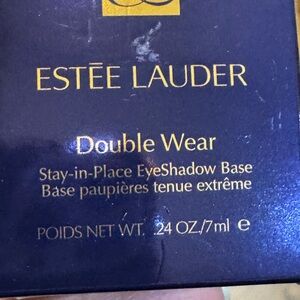 ESTĒE LAUDER
Double Wear
Stay-in-Place EyeShadow Base
Base paupières tenue extrême
POIDS NET WT. .24 OZ./7ml e